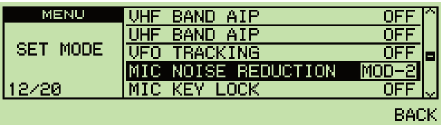 MENU
SET MODE
12/20
VHF BAND AIP OFF
UHF BAND AIP OFF
VFO TRACKING OFF
MIC NOISE REDUCTION MOD-2
MIC KEY LOCK OFF
BACK